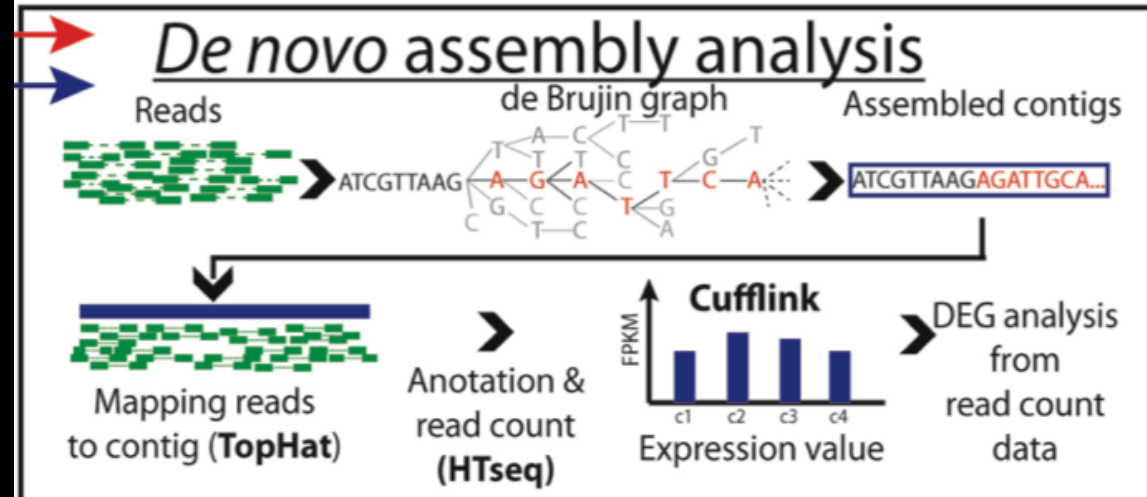 De novo assembly analysis
Reads
de Brujin graph
Assembled contigs
T T
A C
T T
T T C G
ATCGTTAAG A G A C T C A
G C C T G
C T C A
ATCGTTAAGAGATTGCA...
Mapping reads
to contig (TopHat)
Anotation &
read count
(HTseq)
Cufflink
FPKM
c1 c2 c3 c4
Expression value
DEG analysis
from
read count
data